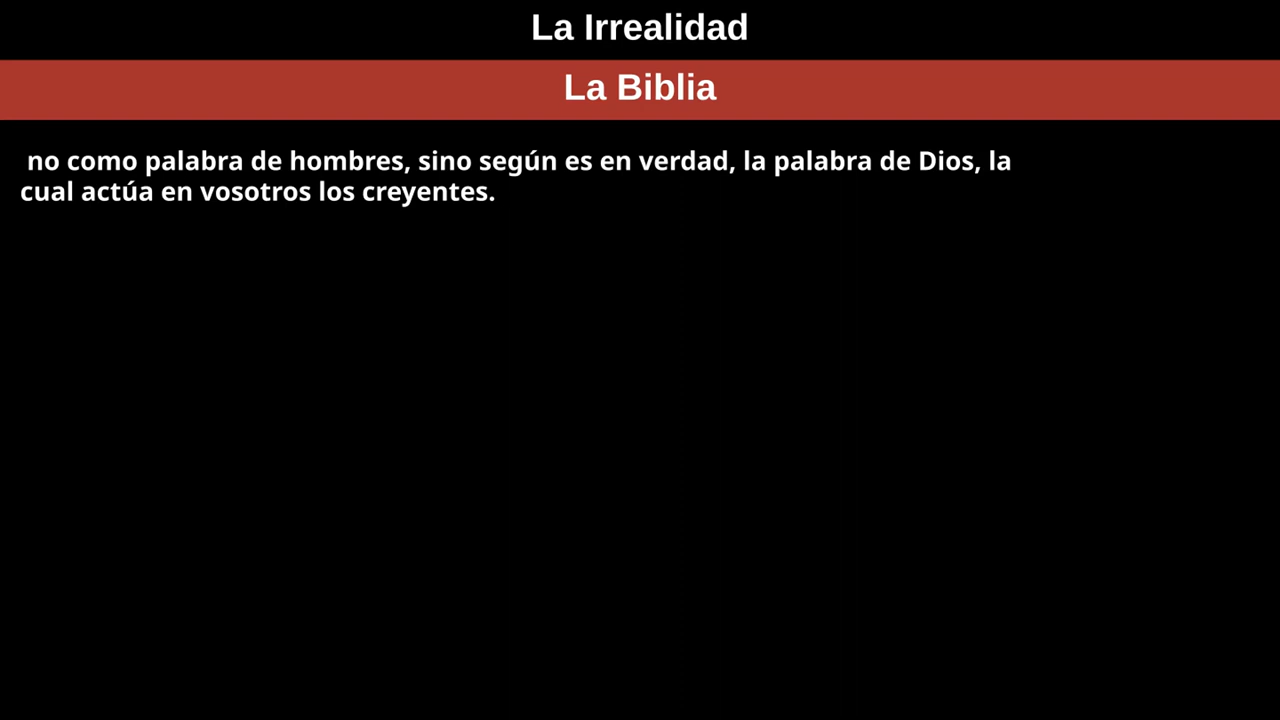 La Irrealidad
La Biblia
no como palabra de hombres, sino según es en verdad, la palabra de Dios, la
cual actúa en vosotros los creyentes.